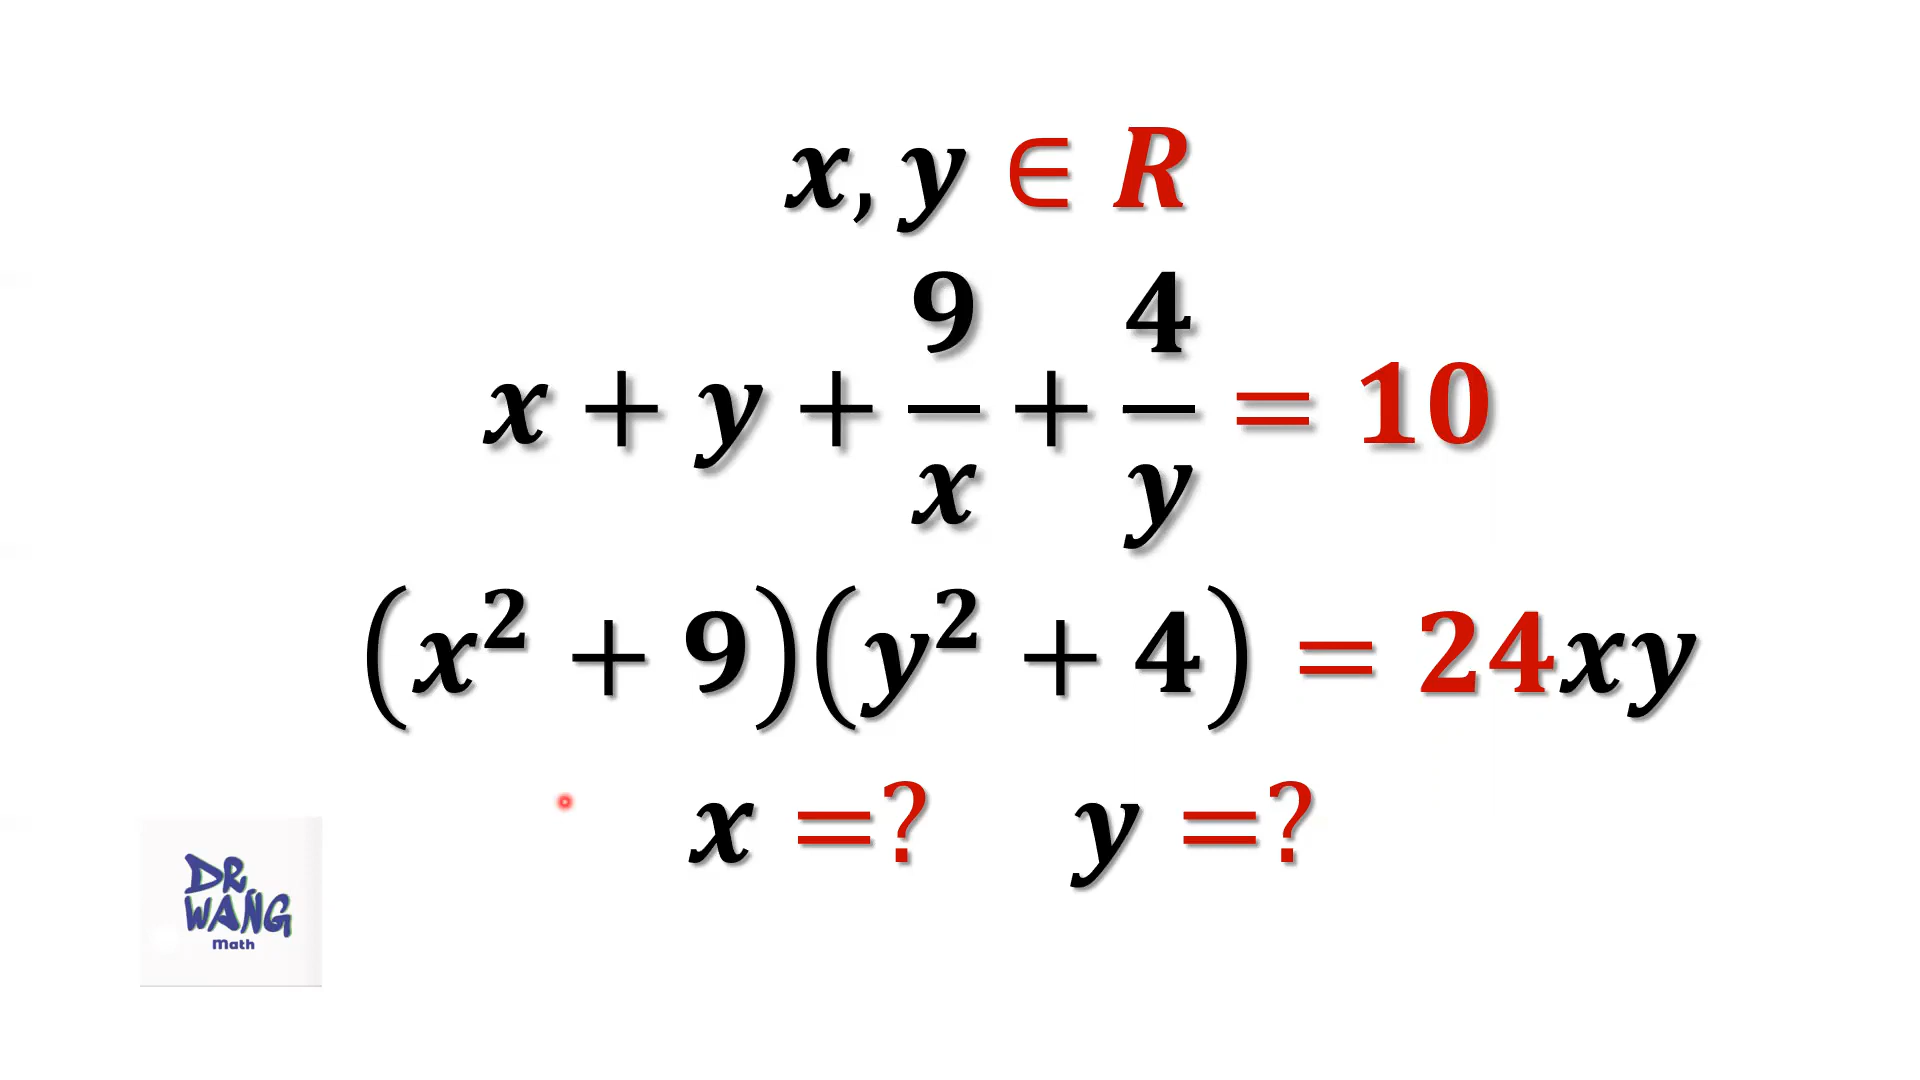 x, y ∈ R
x + y + 9/x + 4/y = 10
(x² + 9)(y² + 4) = 24xy
x =? y =?
DR
WANG
Math